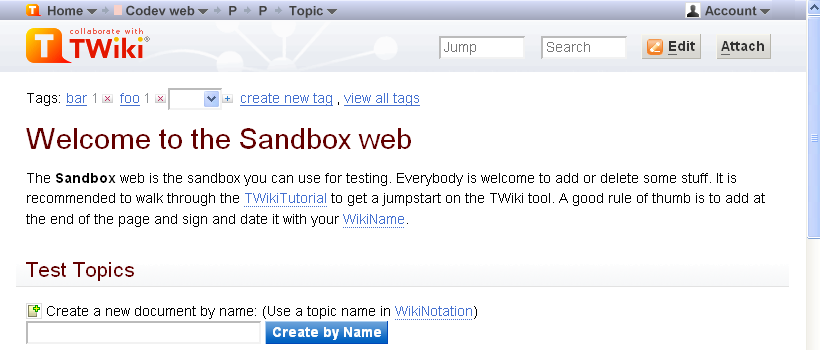 Home Codev web P P Topic Account
collaborate with
TWiki
Jump Search Edit Attach
Tags: bar 1 foo 1 create new tag , view all tags
Welcome to the Sandbox web
The Sandbox web is the sandbox you can use for testing. Everybody is welcome to add or delete some stuff. It is
recommended to walk through the TWikiTutorial to get a jumpstart on the TWiki tool. A good rule of thumb is to add at
the end of the page and sign and date it with your WikiName.
Test Topics
Create a new document by name: (Use a topic name in WikiNotation)
Create by Name